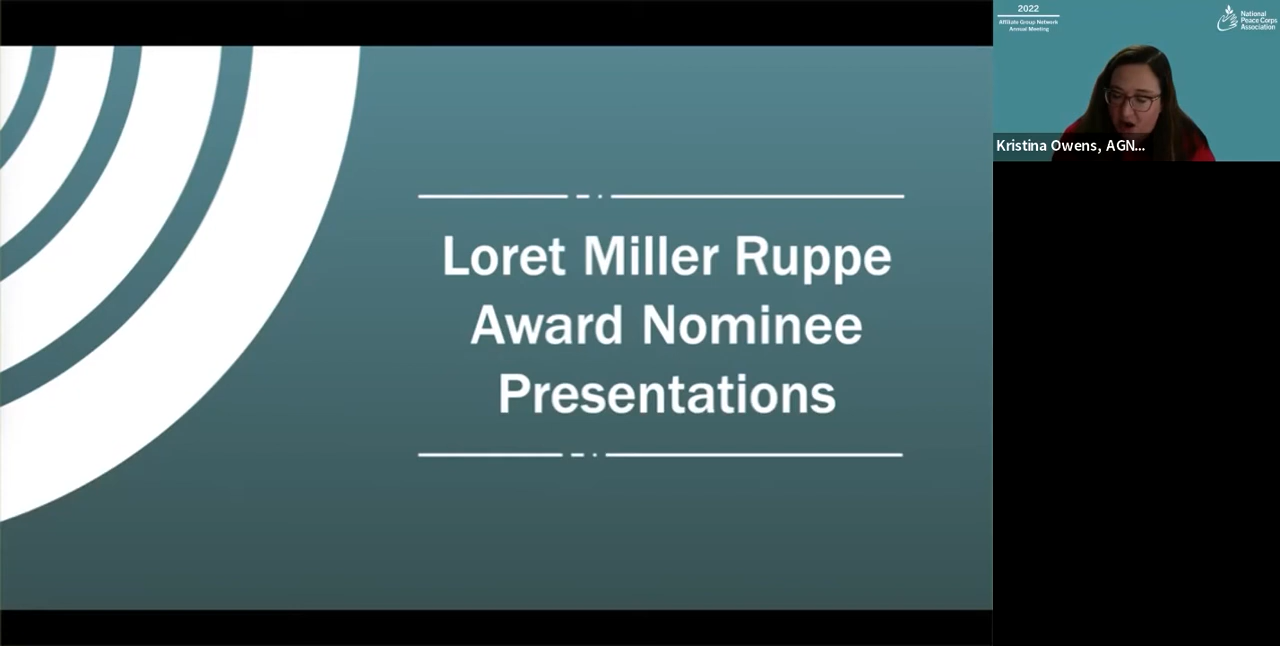 Loret Miller Ruppe
Award Nominee
Presentations
2022
Affiliate Group Network
Annual Meeting
National
Peace Corps
Association
Kristina Owens, AGN...